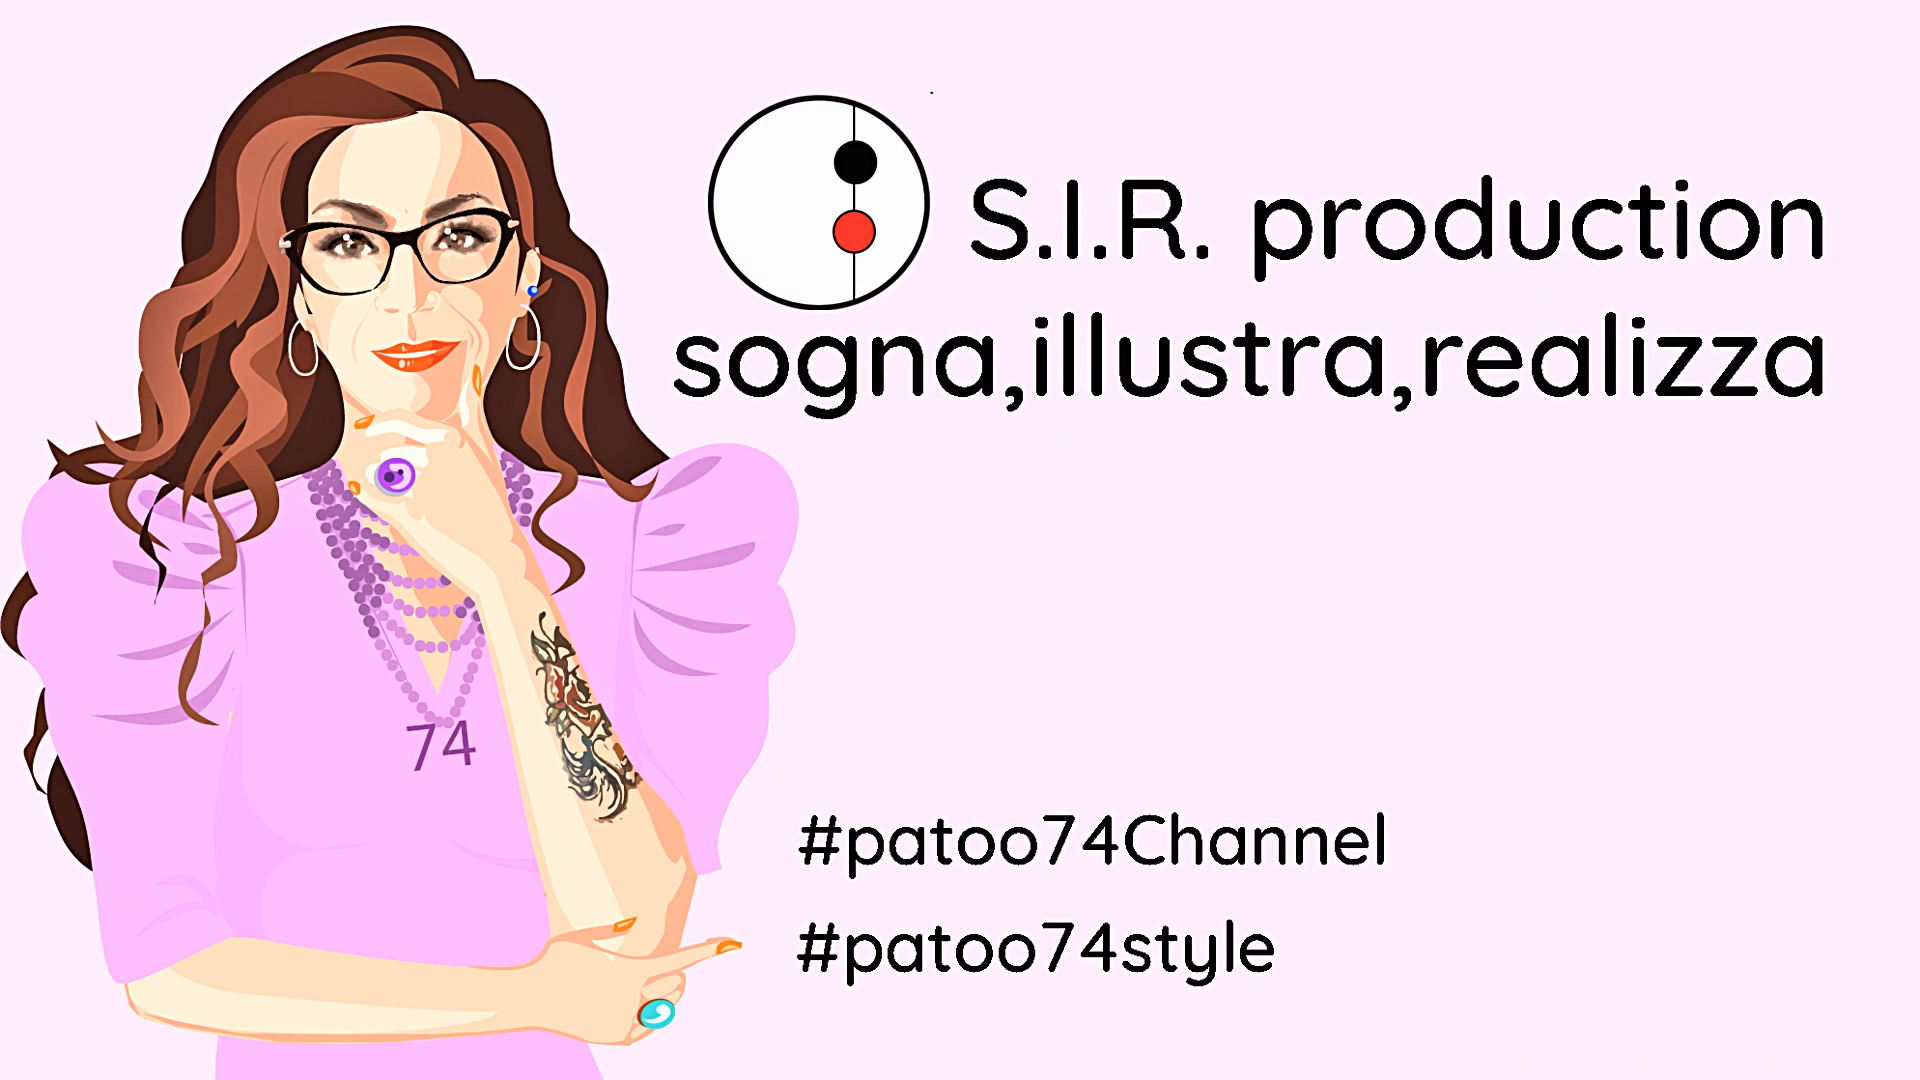 S.I.R. production
sogna,illustra,realizza
74
#patoo74Channel
#patoo74style